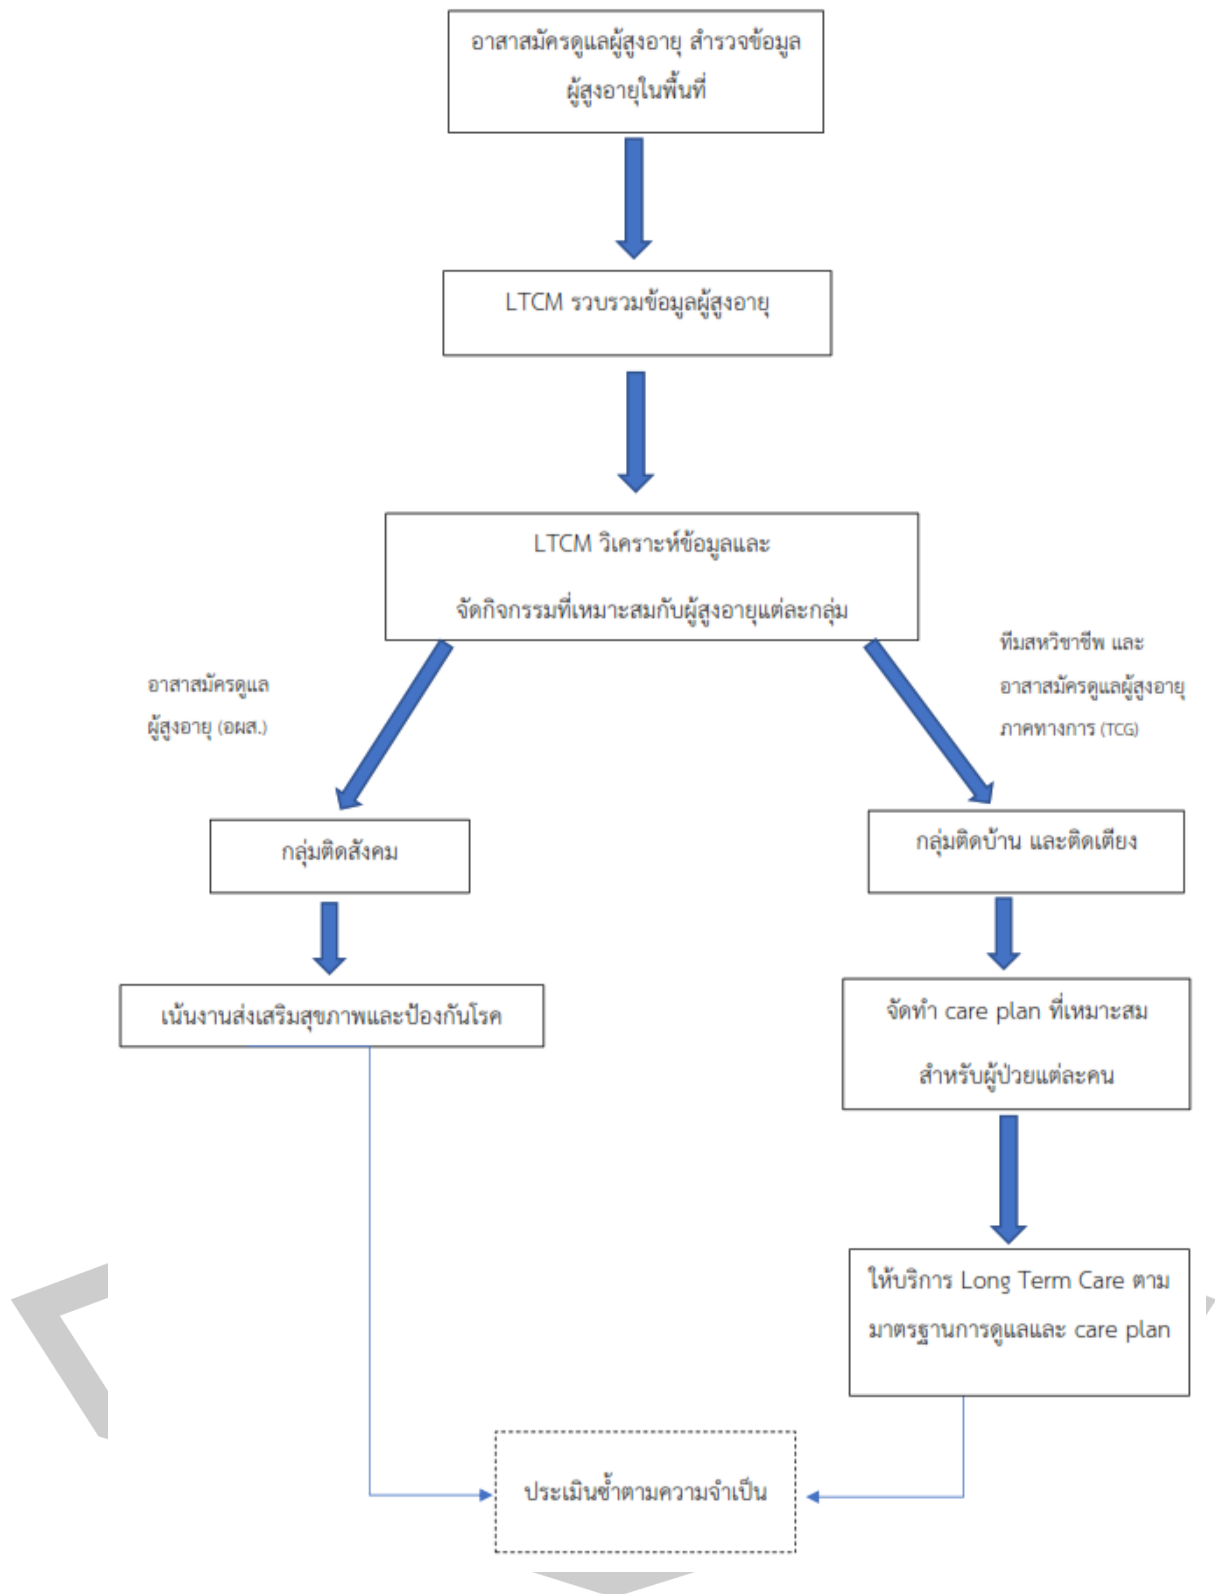 อาสาสมัครดูแลผู้สูงอายุ สำรวจข้อมูล
ผู้สูงอายุในพื้นที่
LTCM รวบรวมข้อมูลผู้สูงอายุ
LTCM วิเคราะห์ข้อมูลและ
จัดกิจกรรมที่เหมาะสมกับผู้สูงอายุแต่ละกลุ่ม
อาสาสมัครดูแล
ผู้สูงอายุ (อผส.)
ทีมสหวิชาชีพ และ
อาสาสมัครดูแลผู้สูงอายุ
ภาคทางการ (TCG)
กลุ่มติดสังคม
กลุ่มติดบ้าน และติดเตียง
เน้นงานส่งเสริมสุขภาพและป้องกันโรค
จัดทำ care plan ที่เหมาะสม
สำหรับผู้ป่วยแต่ละคน
ให้บริการ Long Term Care ตาม
มาตรฐานการดูแลและ care plan
ประเมินซ้ำตามความจำเป็น